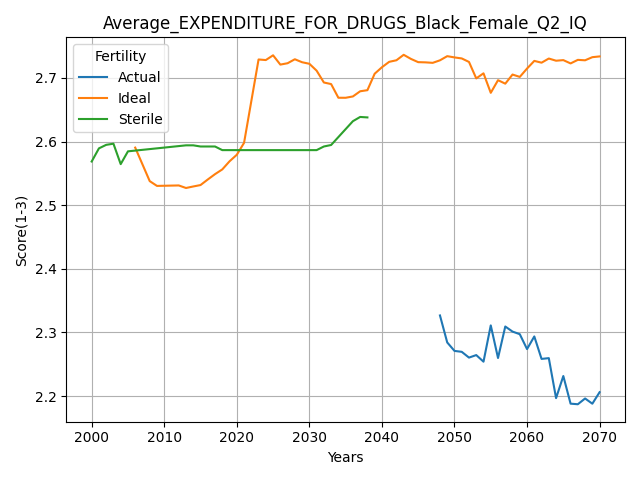 Average_EXPENDITURE_FOR_DRUGS_Black_Female_Q2_IQ
Fertility
Actual
Ideal
Sterile
Score(1-3)
2.7
2.6
2.5
2.4
2.3
2.2
2000 2010 2020 2030 2040 2050 2060 2070
Years